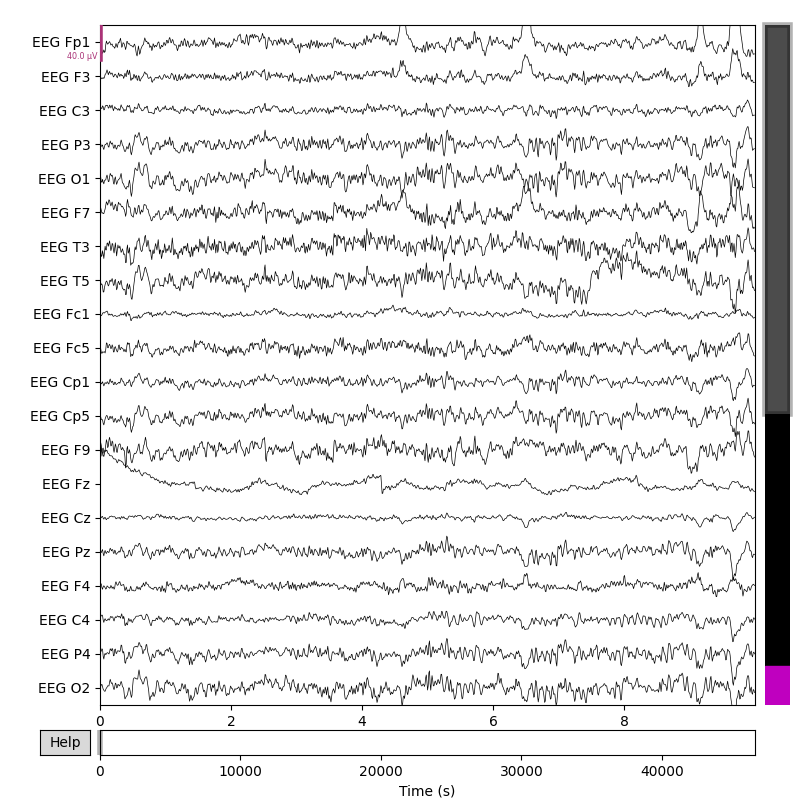 EEG Fp1
40.0 µV
EEG F3
EEG C3
EEG P3
EEG O1
EEG F7
EEG T3
EEG T5
EEG Fc1
EEG Fc5
EEG Cp1
EEG Cp5
EEG F9
EEG Fz
EEG Cz
EEG Pz
EEG F4
EEG C4
EEG P4
EEG O2
0 2 4 6 8
Help
0 10000 20000 30000 40000
Time (s)